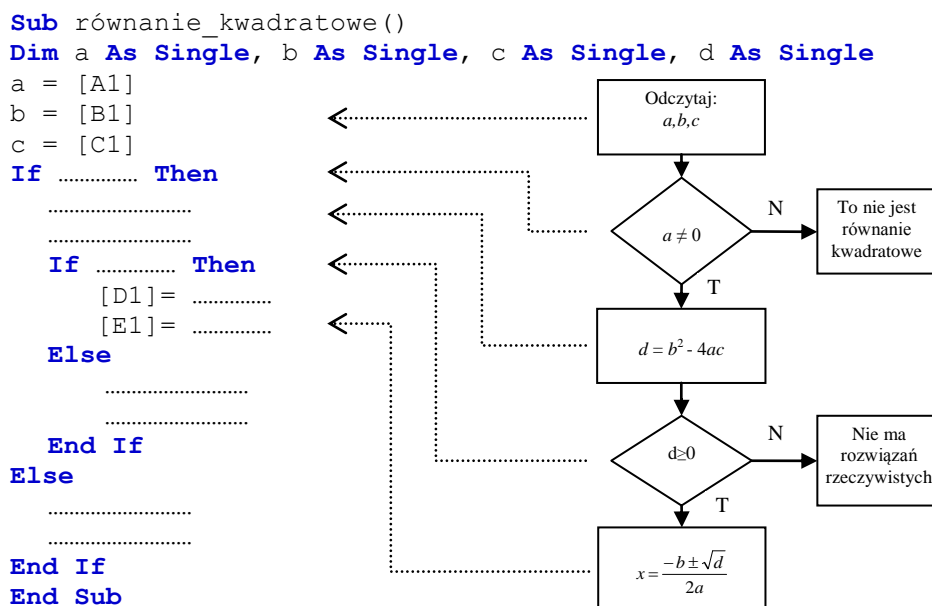 Sub równanie_kwadratowe()
Dim a As Single, b As Single, c As Single, d As Single
a = [A1]
b = [B1]
c = [C1]
If ............... Then
...........................
...........................
If ............... Then
[D1]= ...............
[E1]= ...............
Else
...........................
...........................
End If
Else
...........................
...........................
End If
End Sub
Odczytaj:
a,b,c
a ≠ 0
N
To nie jest
równanie
kwadratowe
T
d = b² - 4ac
d≥0
N
Nie ma
rozwiązań
rzeczywistych
T
x = (-b ± √d) / 2a